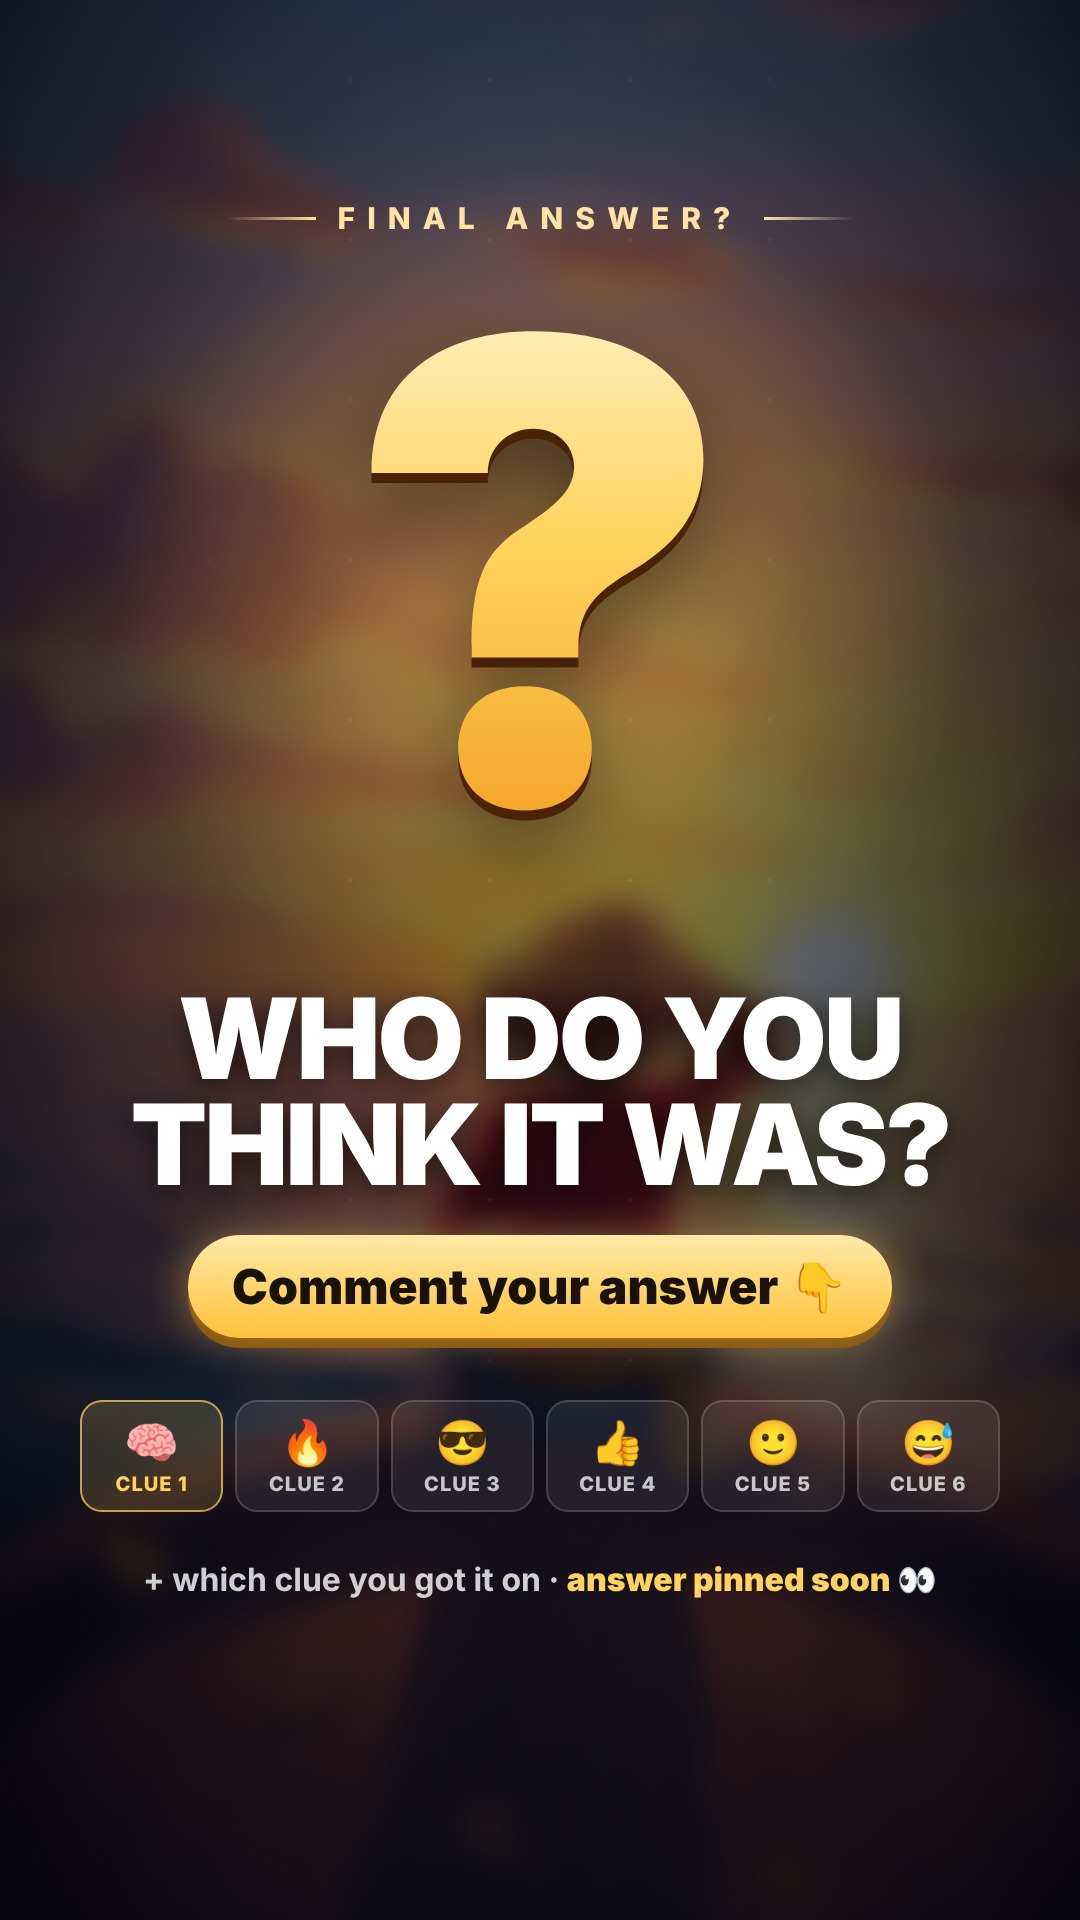 FINAL ANSWER?
?
WHO DO YOU
THINK IT WAS?
Comment your answer 👇
🧠 🔥 😎 👍 🙂 😅
CLUE 1 CLUE 2 CLUE 3 CLUE 4 CLUE 5 CLUE 6
+ which clue you got it on · answer pinned soon 👀